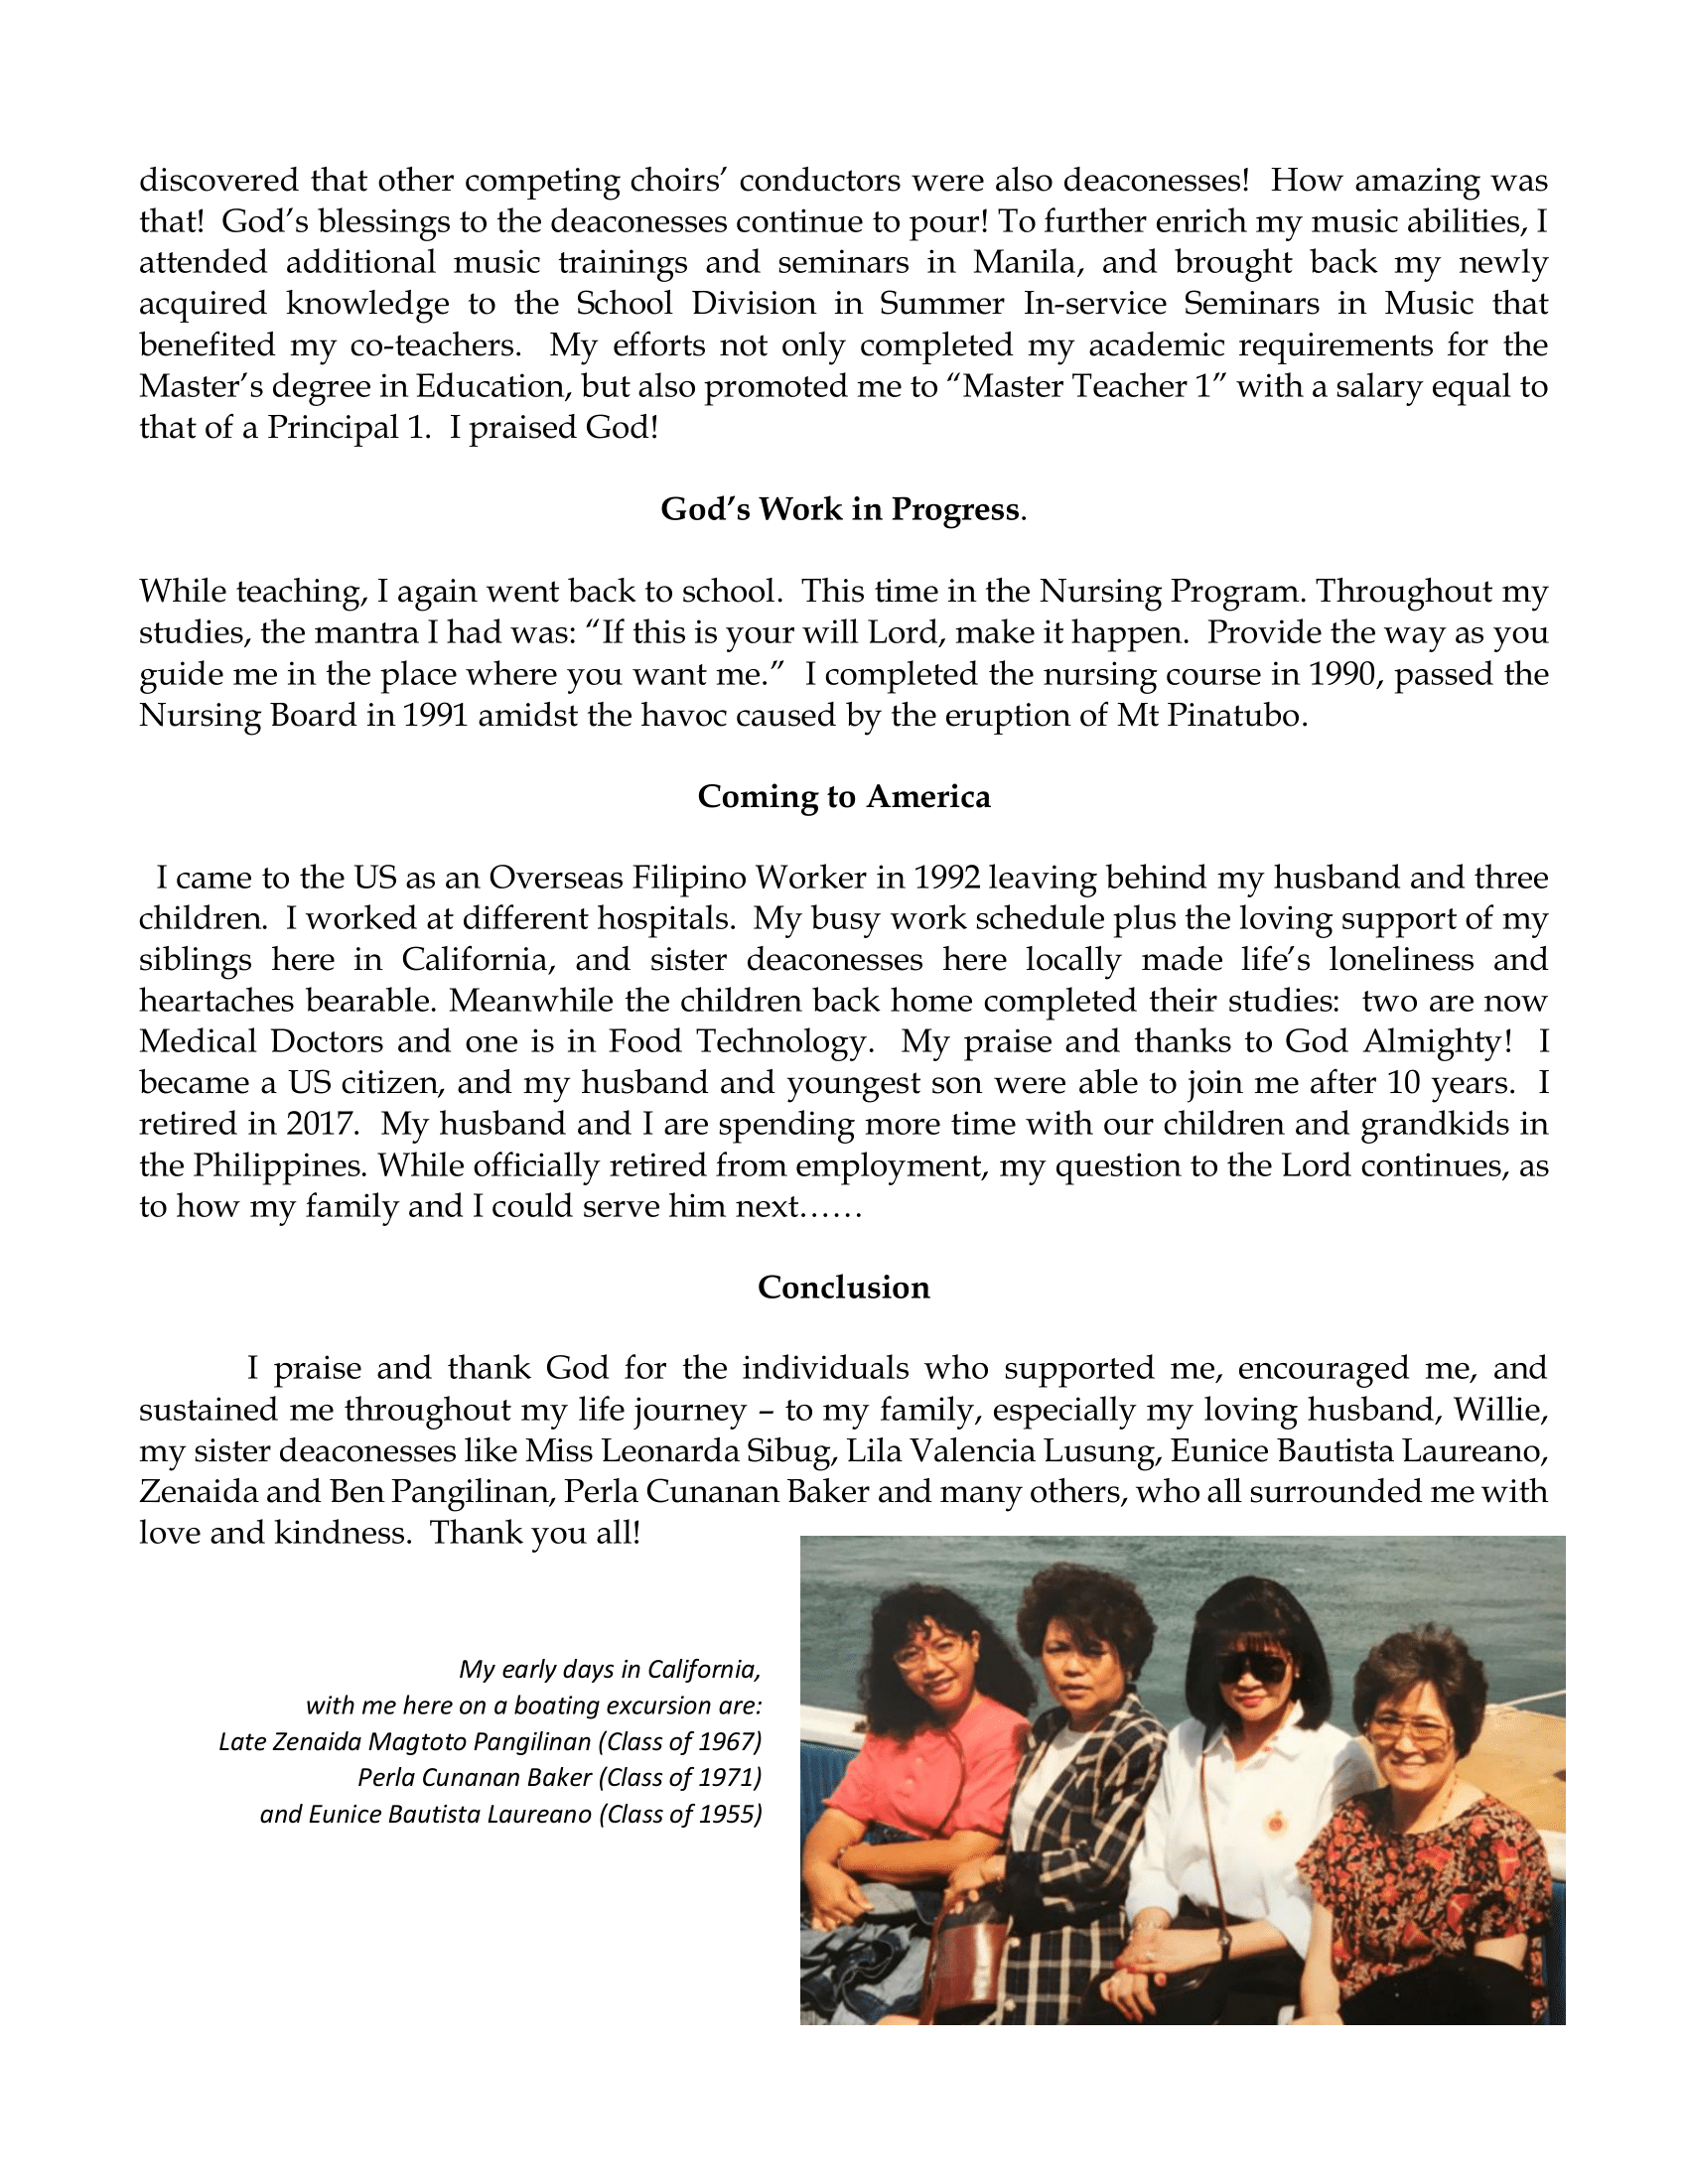 discovered that other competing choirs’ conductors were also deaconesses!  How amazing was
that!  God’s blessings to the deaconesses continue to pour! To further enrich my music abilities, I
attended additional music trainings and seminars in Manila, and brought back my newly
acquired knowledge to the School Division in Summer In-service Seminars in Music that
benefited my co-teachers.  My efforts not only completed my academic requirements for the
Master’s degree in Education, but also promoted me to “Master Teacher 1” with a salary equal to
that of a Principal 1.  I praised God!
God’s Work in Progress.
While teaching, I again went back to school.  This time in the Nursing Program. Throughout my
studies, the mantra I had was: “If this is your will Lord, make it happen.  Provide the way as you
guide me in the place where you want me.”  I completed the nursing course in 1990, passed the
Nursing Board in 1991 amidst the havoc caused by the eruption of Mt Pinatubo.
Coming to America
I came to the US as an Overseas Filipino Worker in 1992 leaving behind my husband and three
children.  I worked at different hospitals.  My busy work schedule plus the loving support of my
siblings here in California, and sister deaconesses here locally made life’s loneliness and
heartaches bearable. Meanwhile the children back home completed their studies:  two are now
Medical Doctors and one is in Food Technology.  My praise and thanks to God Almighty!  I
became a US citizen, and my husband and youngest son were able to join me after 10 years.  I
retired in 2017.  My husband and I are spending more time with our children and grandkids in
the Philippines. While officially retired from employment, my question to the Lord continues, as
to how my family and I could serve him next……
Conclusion
I praise and thank God for the individuals who supported me, encouraged me, and
sustained me throughout my life journey – to my family, especially my loving husband, Willie,
my sister deaconesses like Miss Leonarda Sibug, Lila Valencia Lusung, Eunice Bautista Laureano,
Zenaida and Ben Pangilinan, Perla Cunanan Baker and many others, who all surrounded me with
love and kindness.  Thank you all!
My early days in California,
with me here on a boating excursion are:
Late Zenaida Magtoto Pangilinan (Class of 1967)
Perla Cunanan Baker (Class of 1971)
and Eunice Bautista Laureano (Class of 1955)